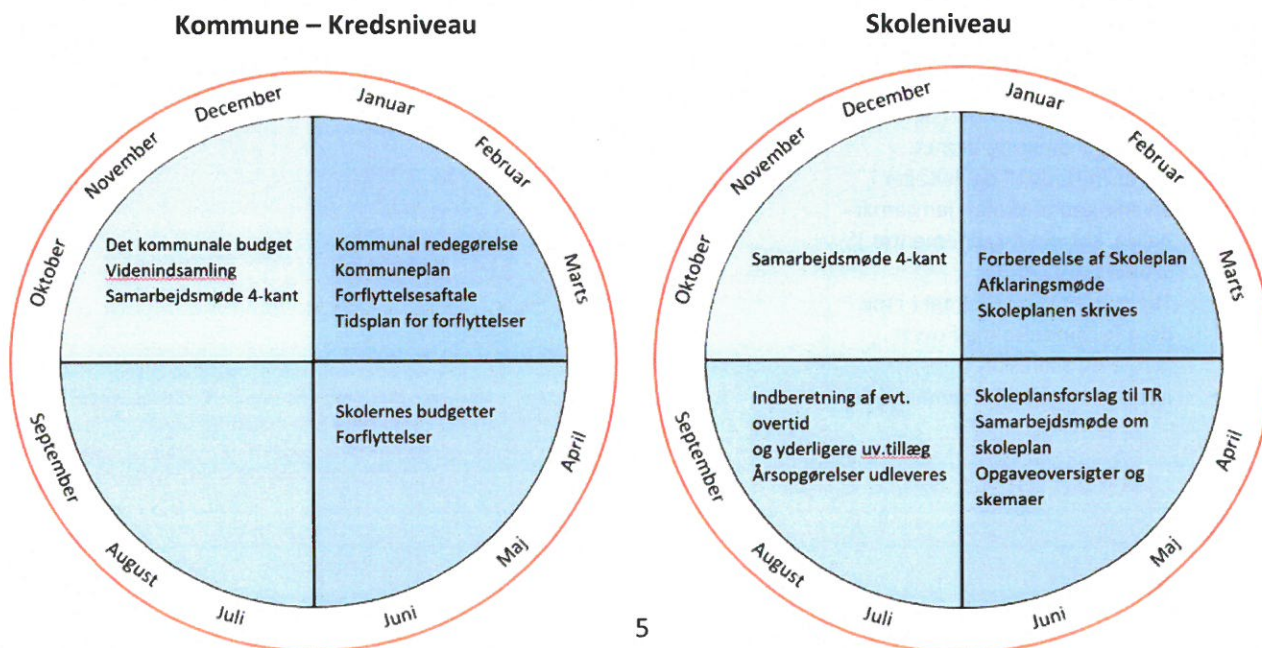 Kommune – Kredsniveau
December
Januar
November
Februar
Oktober
Marts
Det kommunale budget
Videnindsamling
Samarbejdsmøde 4-kant
Kommunal redegørelse
Kommuneplan
Forflyttelsesaftale
Tidsplan for forflyttelser
Skolernes budgetter
Forflyttelser
September
April
August
Maj
Juli
Juni
Skoleniveau
December
Januar
November
Februar
Oktober
Marts
Samarbejdsmøde 4-kant
Forberedelse af Skoleplan
Afklaringsmøde
Skoleplanen skrives
Indberetning af evt.
overtid
og yderligere uv.tillæg
Årsopgørelser udleveres
Skoleplansforslag til TR
Samarbejdsmøde om
skoleplan
Opgaveoversigter og
skemaer
September
April
August
Maj
Juli
Juni
5